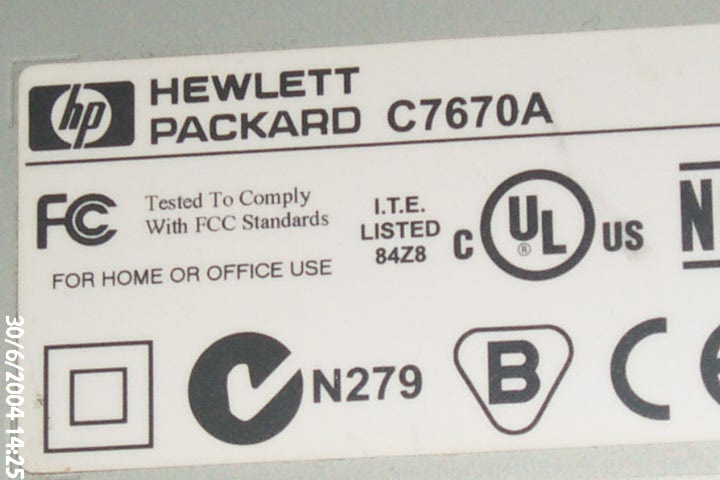 hp HEWLETT
PACKARD C7670A
FC Tested To Comply
With FCC Standards
FOR HOME OR OFFICE USE
I.T.E.
LISTED
84Z8
C UL ® US
N
N279
B
CE
30/6/2004 14:25